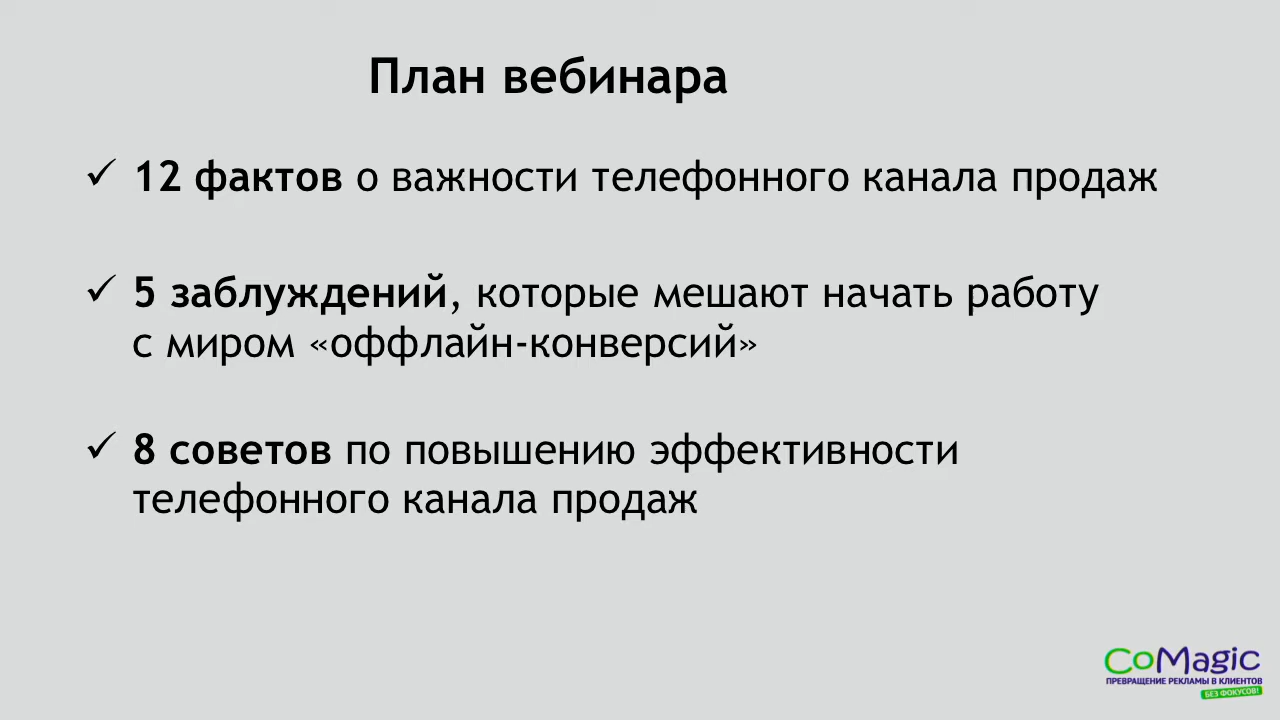 План вебинара
✓ 12 фактов о важности телефонного канала продаж
✓ 5 заблуждений, которые мешают начать работу
с миром «оффлайн-конверсий»
✓ 8 советов по повышению эффективности
телефонного канала продаж
CoMagic
ПРЕВРАЩЕНИЕ РЕКЛАМЫ В КЛИЕНТОВ
БЕЗ ФОКУСОВ!